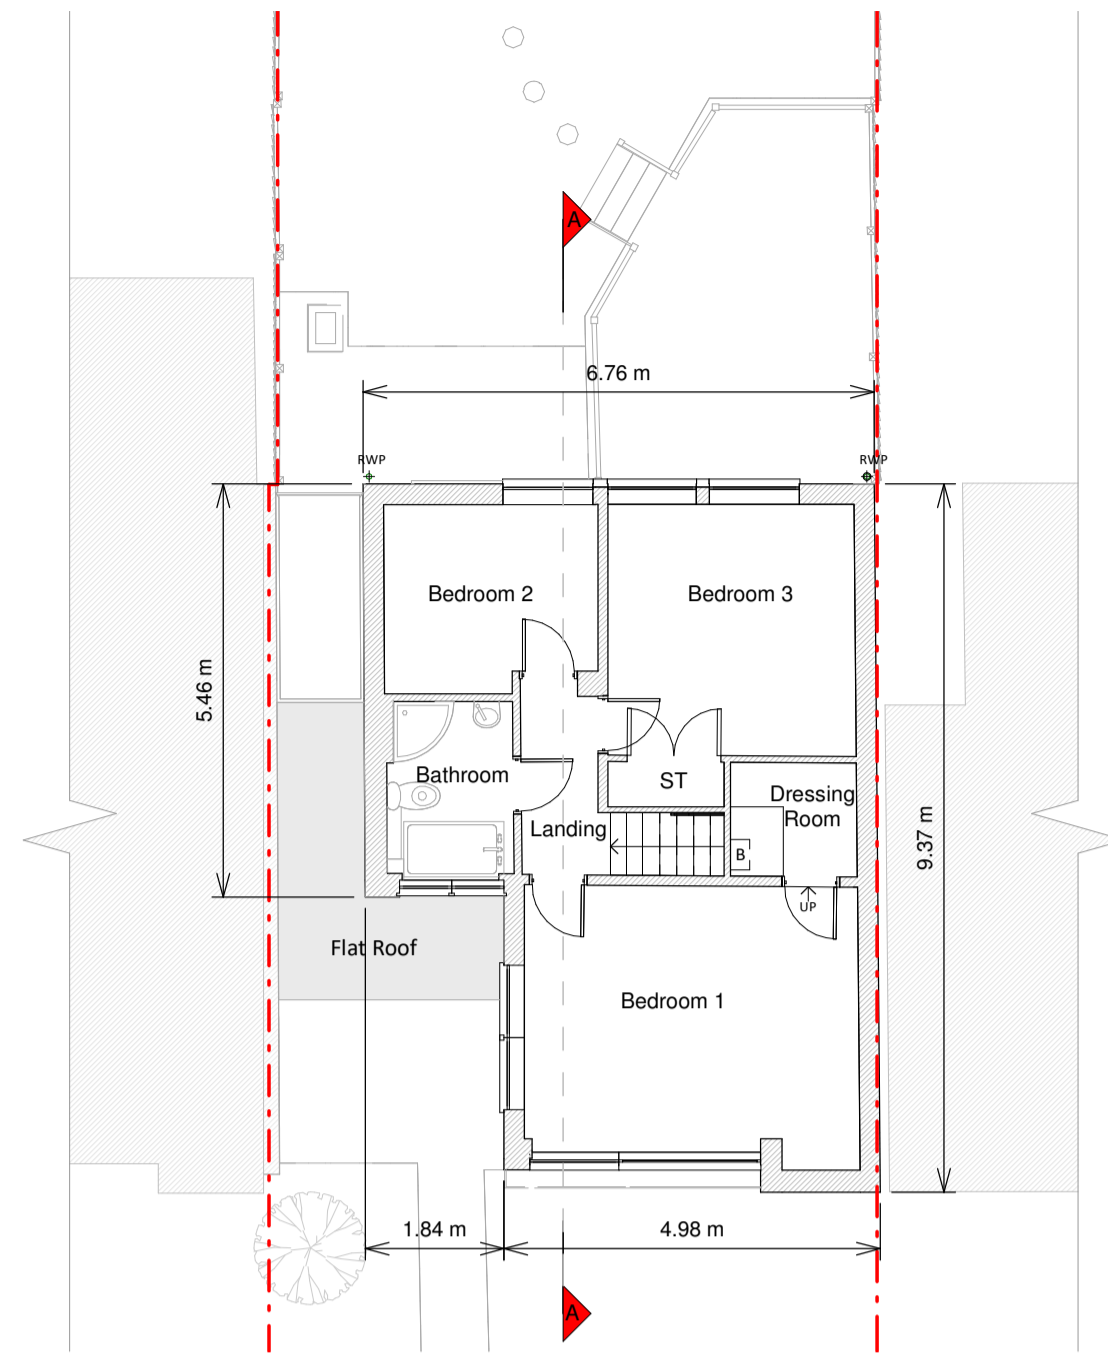 A
6.76 m
RWP
RWP
Bedroom 2
Bedroom 3
5.46 m
Bathroom
ST
Dressing
Room
Landing
B
9.37 m
UP
Flat Roof
Bedroom 1
1.84 m
4.98 m
A